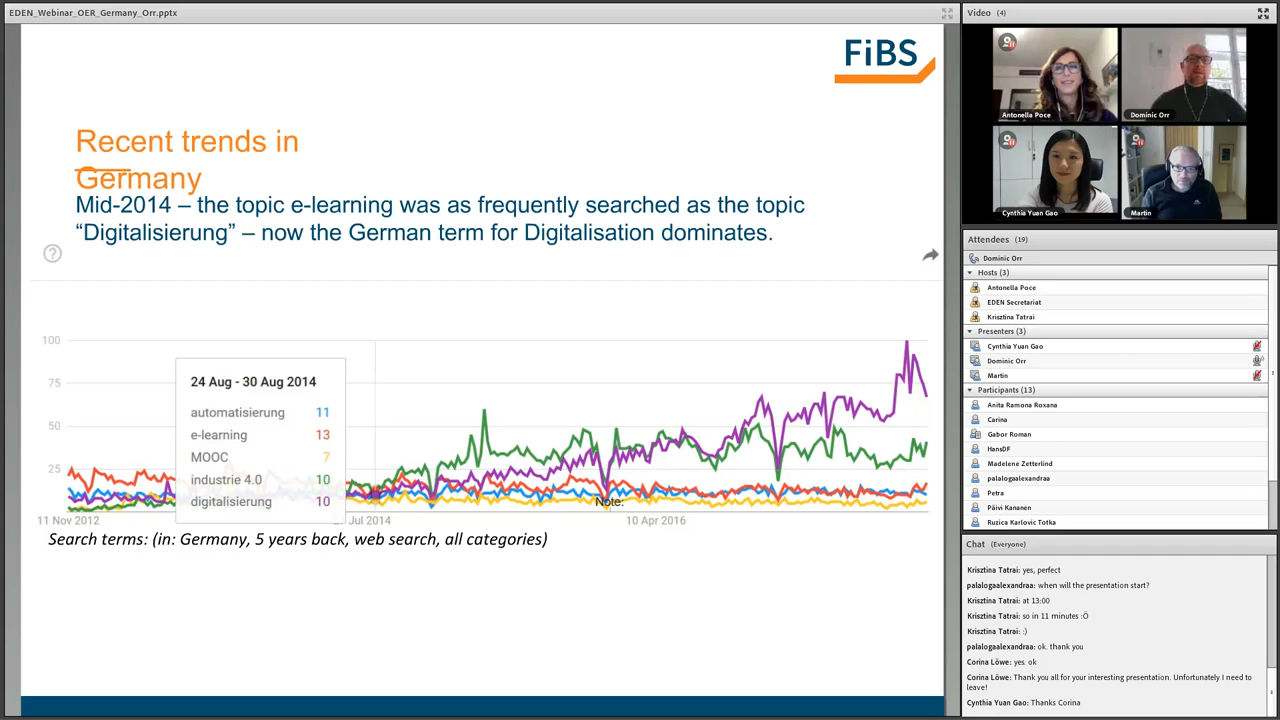 EDEN_Webinar_OER_Germany_Orr.pptx
FiBS
Recent trends in
Germany
Mid-2014 – the topic e-learning was as frequently searched as the topic
“Digitalisierung” – now the German term for Digitalisation dominates.
100
75
50
25
24 Aug - 30 Aug 2014
automatisierung 11
e-learning 13
MOOC 7
industrie 4.0 10
digitalisierung 10
Note:
11 Nov 2012
Jul 2014
10 Apr 2016
Search terms: (in: Germany, 5 years back, web search, all categories)
Video (4)
Antonella Poce
Dominic Orr
Cynthia Yuan Gao
Martin
Attendees (19)
Dominic Orr
Hosts (3)
Antonella Poce
EDEN Secretariat
Krisztina Tatrai
Presenters (3)
Cynthia Yuan Gao
Dominic Orr
Martin
Participants (13)
Anita Ramona Roxana
Carina
Gabor Roman
HansDF
Madelene Zetterlind
palalogaalexandraa
Petra
Päivi Kananen
Ruzica Karlovic Totka
Chat (Everyone)
Krisztina Tatrai: yes, perfect
palalogaalexandraa: when will the presentation start?
Krisztina Tatrai: at 13:00
Krisztina Tatrai: so in 11 minutes :Ö
Krisztina Tatrai: :)
palalogaalexandraa: ok. thank you
Corina Löwe: yes. ok
Corina Löwe: Thank you all for your interesting presentation. Unfortunately I need to
leave!
Cynthia Yuan Gao: Thanks Corina